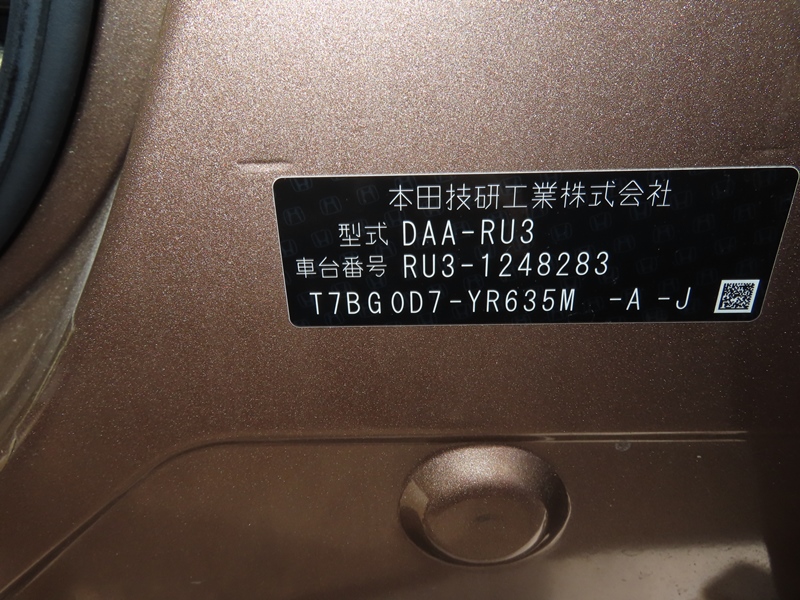 本田技研工業株式会社
型式 DAA-RU3
車台番号 RU3-1248283
T7BG0D7-YR635M -A -J